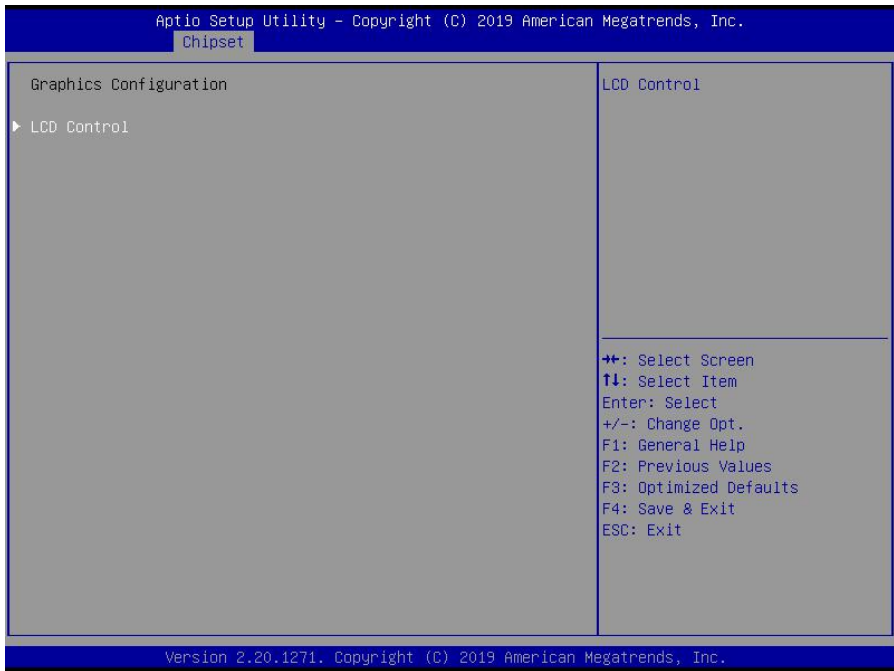 Aptio Setup Utility – Copyright (C) 2019 American Megatrends, Inc.
Chipset
Graphics Configuration
LCD Control
LCD Control
→←: Select Screen
↑↓: Select Item
Enter: Select
+/-: Change Opt.
F1: General Help
F2: Previous Values
F3: Optimized Defaults
F4: Save & Exit
ESC: Exit
Version 2.20.1271. Copyright (C) 2019 American Megatrends, Inc.